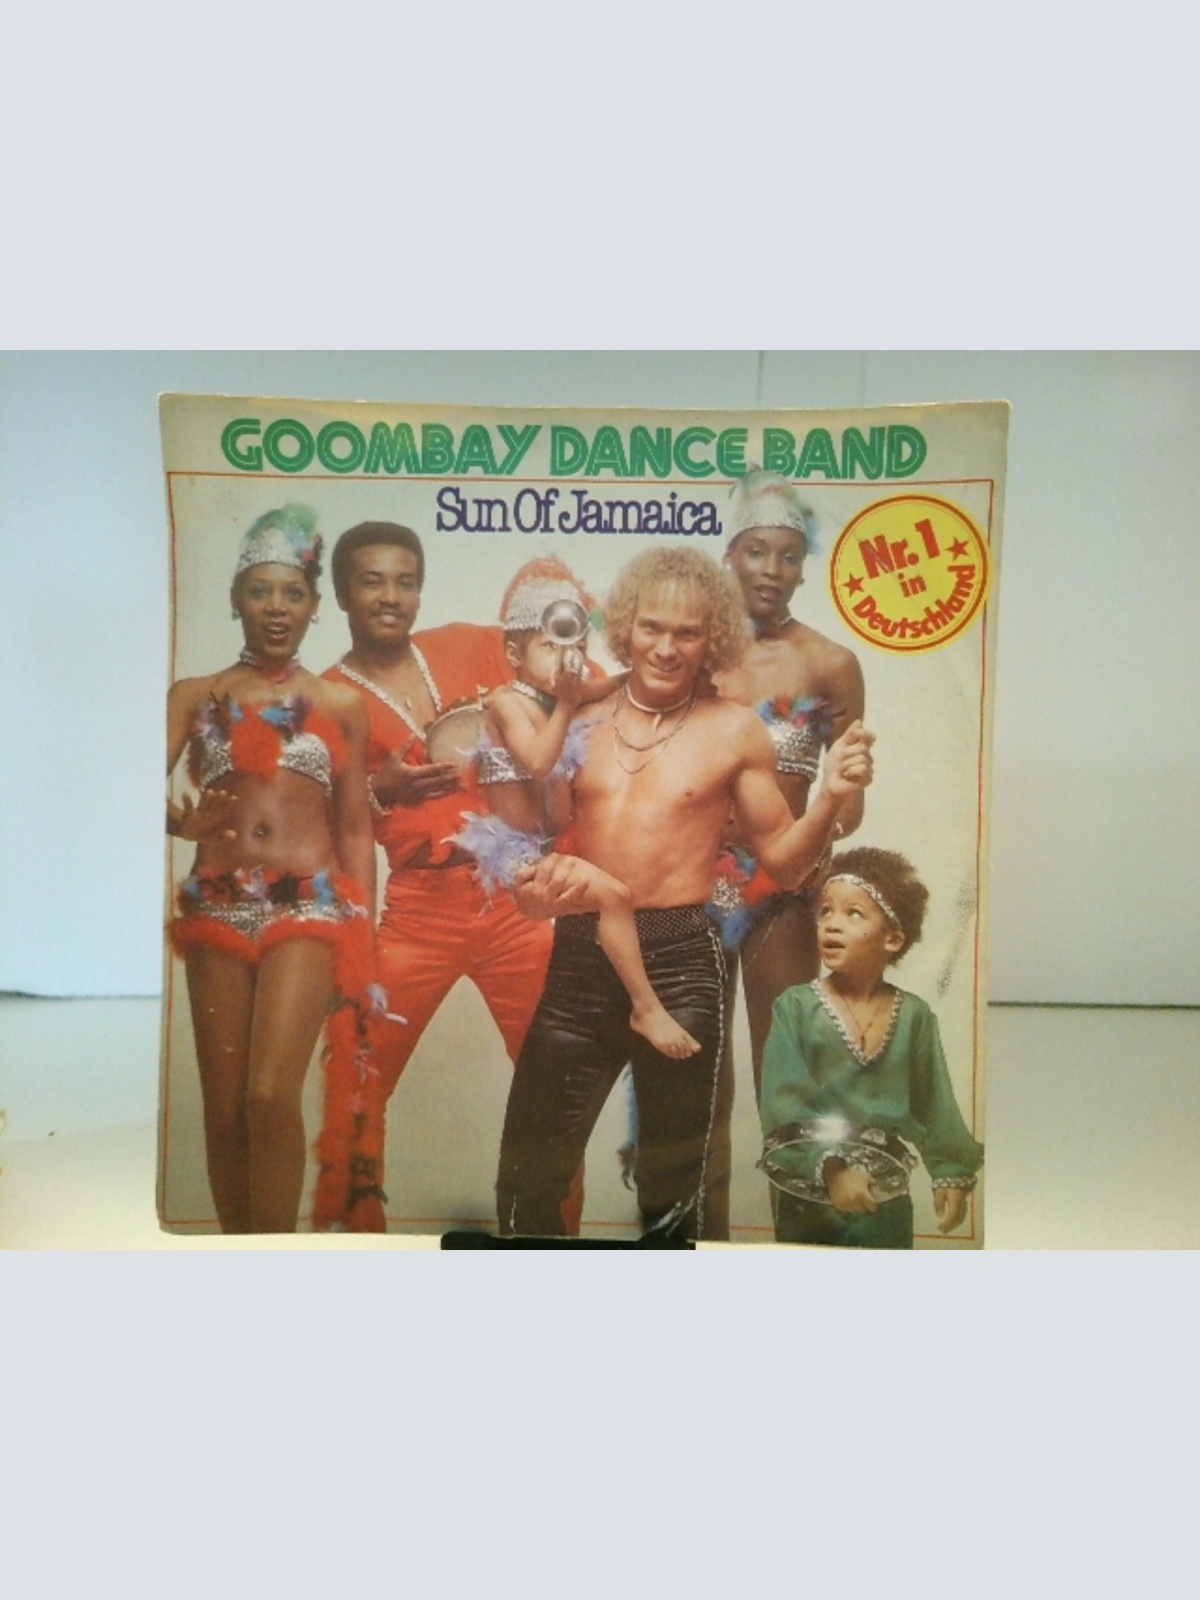 GOOMBAY DANCE BAND
Sun Of Jamaica
Nr. 1
in
Deutschland